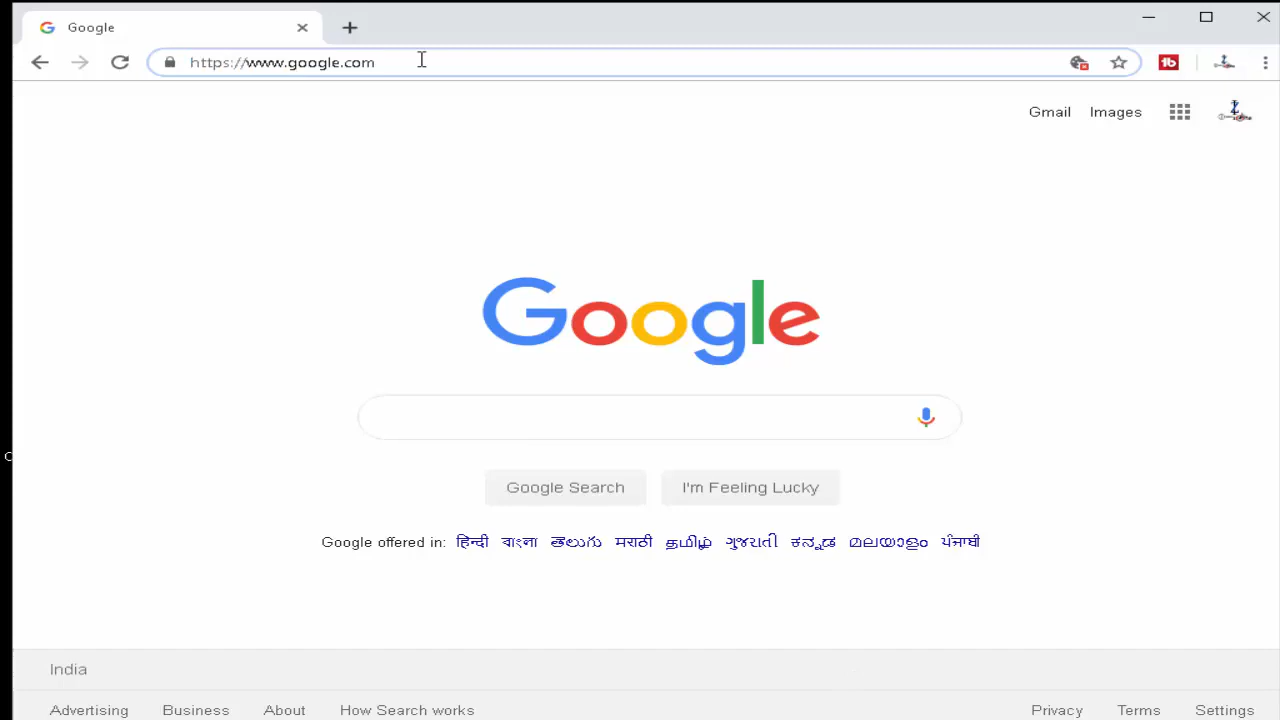 Google
https://www.google.com
Gmail Images
Google
Google Search I'm Feeling Lucky
Google offered in: हिन्दी বাংলা తెలుగు मराठी தமிழ் ગુજરાતી ಕನ್ನಡ മലയാളം ਪੰਜਾਬੀ
India
Advertising Business About How Search works Privacy Terms Settings